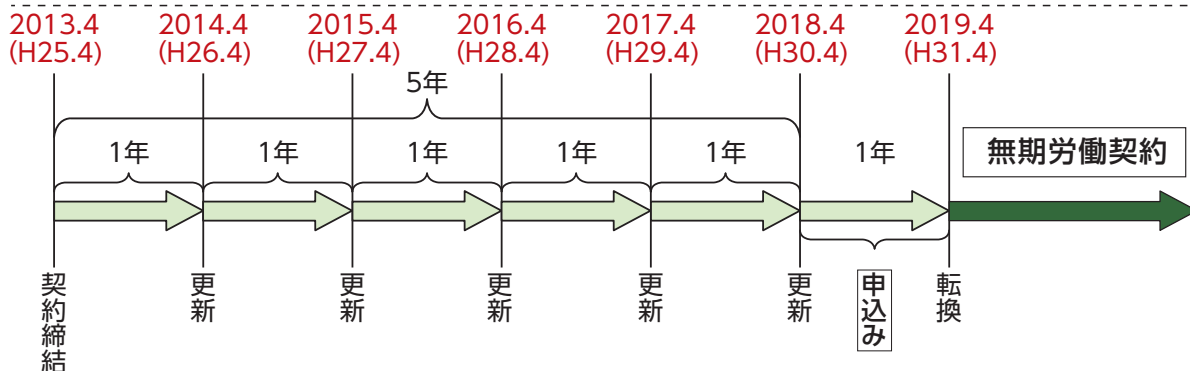 2013.4 2014.4 2015.4 2016.4 2017.4 2018.4 2019.4
(H25.4) (H26.4) (H27.4) (H28.4) (H29.4) (H30.4) (H31.4)
5年
1年 1年 1年 1年 1年 1年 無期労働契約
契約締結
更新
更新
更新
更新
更新
申込み
転換